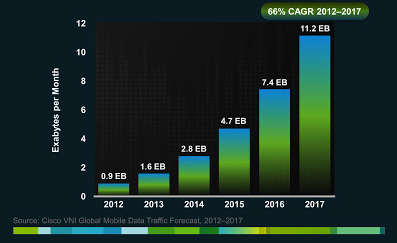 66% CAGR 2012–2017
12
10
8
6
4
2
0
Exabytes per Month
0.9 EB
1.6 EB
2.8 EB
4.7 EB
7.4 EB
11.2 EB
2012 2013 2014 2015 2016 2017
Source: Cisco VNI Global Mobile Data Traffic Forecast, 2012–2017